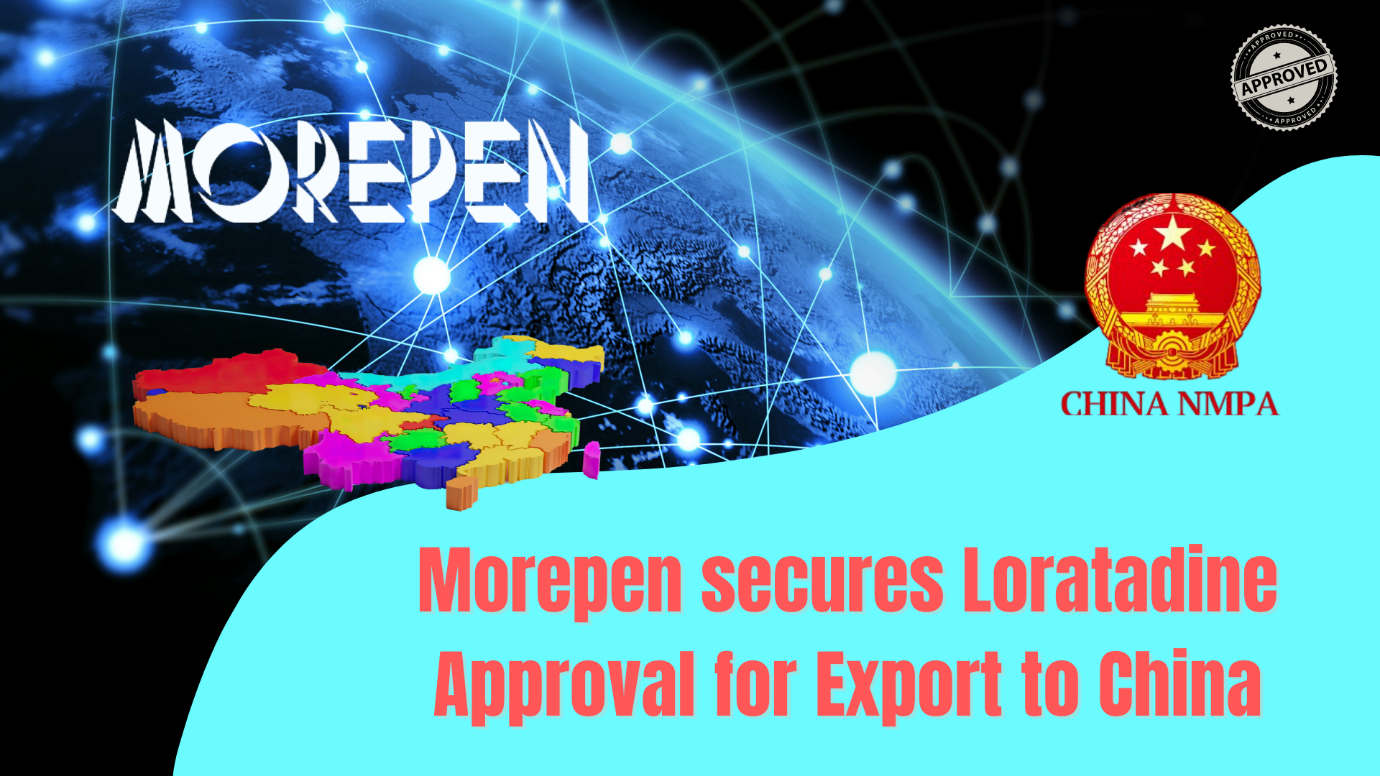 APPROVED
APPROVED
APPROVED
MOREPEN
CHINA NMPA
Morepen secures Loratadine
Approval for Export to China